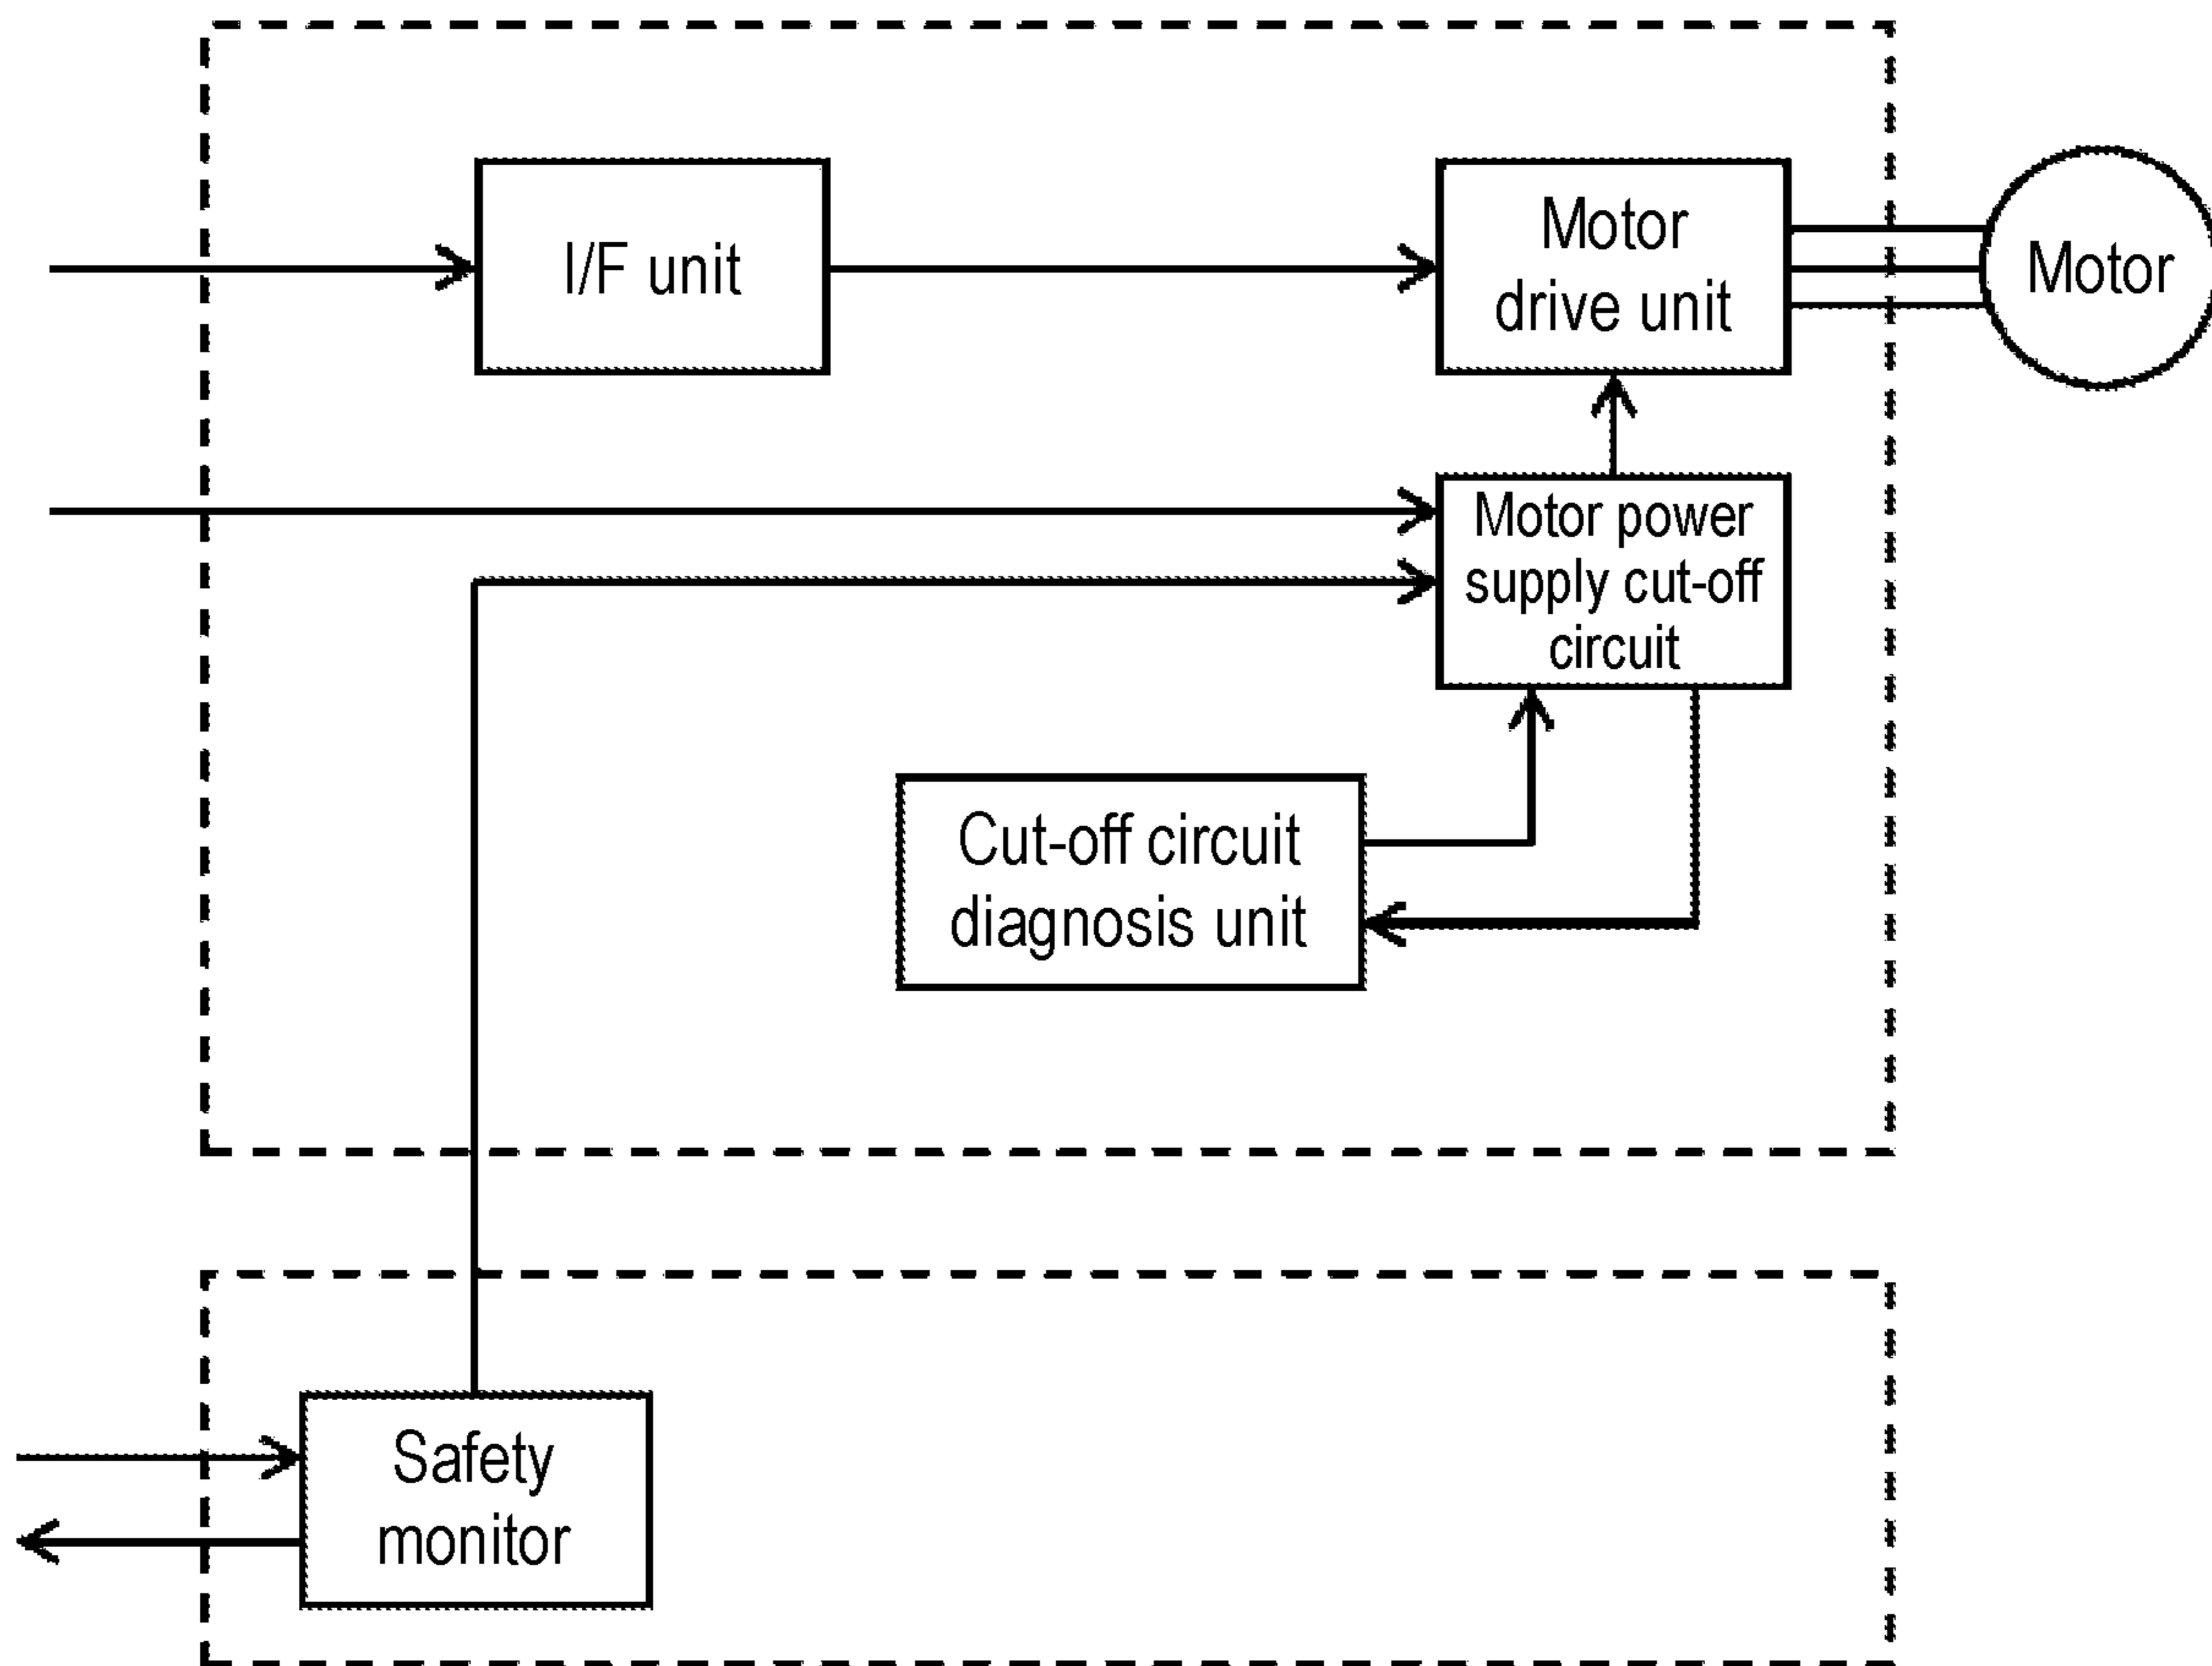 I/F unit
Motor
drive unit
Motor
Motor power
supply cut-off
circuit
Cut-off circuit
diagnosis unit
Safety
monitor